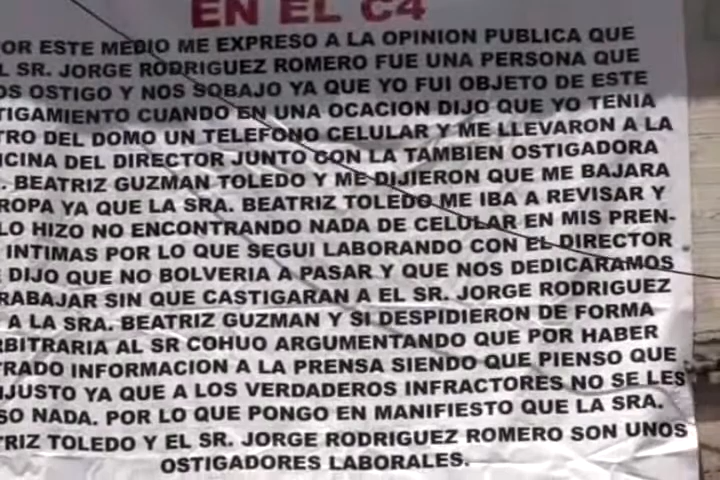 EN EL C4
OR ESTE MEDIO ME EXPRESO A LA OPINION PUBLICA QUE
L SR. JORGE RODRIGUEZ ROMERO FUE UNA PERSONA QUE
OS OSTIGO Y NOS SOBAJO YA QUE YO FUI OBJETO DE ESTE
TIGAMIENTO CUANDO EN UNA OCACION DIJO QUE YO TENIA
TRO DEL DOMO UN TELEFONO CELULAR Y ME LLEVARON A LA
ICINA DEL DIRECTOR JUNTO CON LA TAMBIEN OSTIGADORA
. BEATRIZ GUZMAN TOLEDO Y ME DIJIERON QUE ME BAJARA
ROPA YA QUE LA SRA. BEATRIZ TOLEDO ME IBA A REVISAR Y
LO HIZO NO ENCONTRANDO NADA DE CELULAR EN MIS PREN-
INTIMAS POR LO QUE SEGUI LABORANDO CON EL DIRECTOR
DIJO QUE NO BOLVERIA A PASAR Y QUE NOS DEDICARAMOS
RABAJAR SIN QUE CASTIGARAN A EL SR. JORGE RODRIGUEZ
A LA SRA. BEATRIZ GUZMAN Y SI DESPIDIERON DE FORMA
RBITRARIA AL SR COHUO ARGUMENTANDO QUE POR HABER
TRADO INFORMACION A LA PRENSA SIENDO QUE PIENSO QUE
NJUSTO YA QUE A LOS VERDADEROS INFRACTORES NO SE LES
SO NADA. POR LO QUE PONGO EN MANIFIESTO QUE LA SRA.
TRIZ TOLEDO Y EL SR. JORGE RODRIGUEZ ROMERO SON UNOS
OSTIGADORES LABORALES.